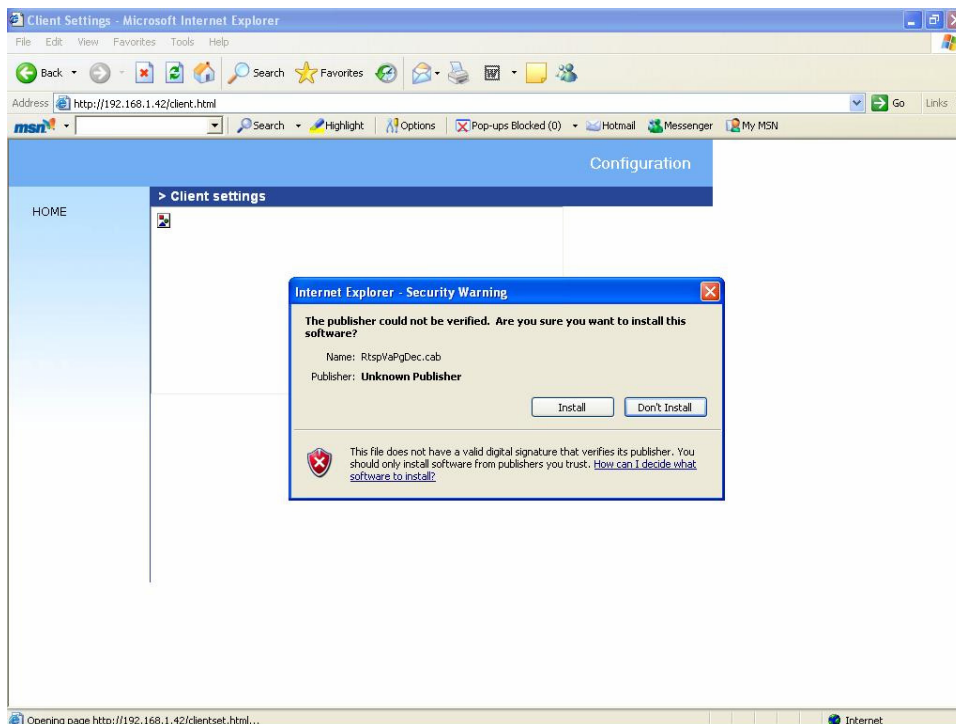 Client Settings - Microsoft Internet Explorer
File Edit View Favorites Tools Help
Back Search Favorites
Address http://192.168.1.42/client.html Go Links
msn Search Highlight Options Pop-ups Blocked (0) Hotmail Messenger My MSN
Configuration
> Client settings
HOME
Internet Explorer - Security Warning
The publisher could not be verified. Are you sure you want to install this
software?
Name: RtspVaPgDec.cab
Publisher: Unknown Publisher
Install Don't Install
This file does not have a valid digital signature that verifies its publisher. You
should only install software from publishers you trust. How can I decide what
software to install?
Opening page http://192.168.1.42/clientset.html... Internet